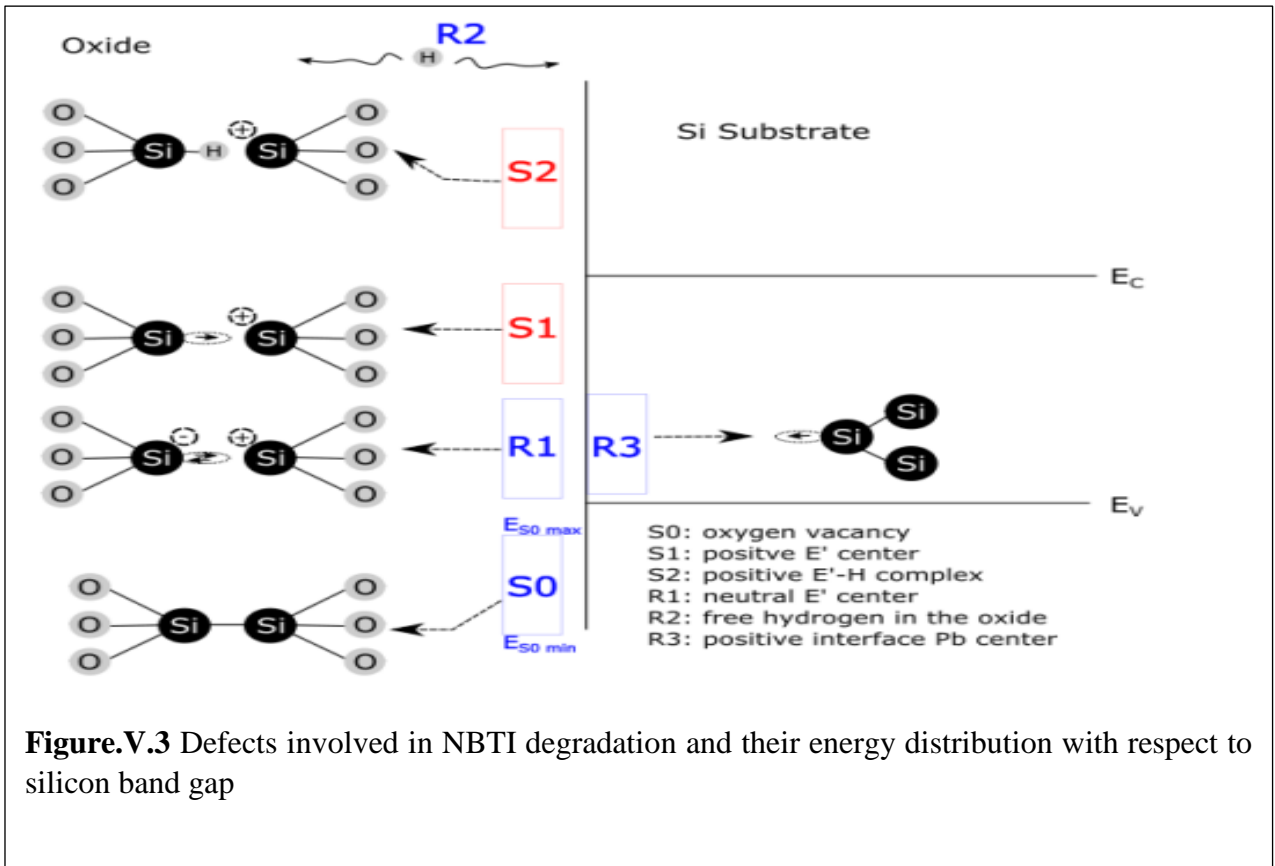 R2
Oxide
H
O
O
O
Si
H
+
Si
O
O
O
S2
Si Substrate
E_C
O
O
O
Si
+
Si
O
O
O
S1
O
O
O
Si
-
+
Si
O
O
O
R1
R3
Si
Si
Si
E_V
E_S0 max
O
O
O
Si
Si
O
O
O
S0
E_S0 min
S0: oxygen vacancy
S1: positve E' center
S2: positive E'-H complex
R1: neutral E' center
R2: free hydrogen in the oxide
R3: positive interface Pb center
Figure.V.3 Defects involved in NBTI degradation and their energy distribution with respect to
silicon band gap